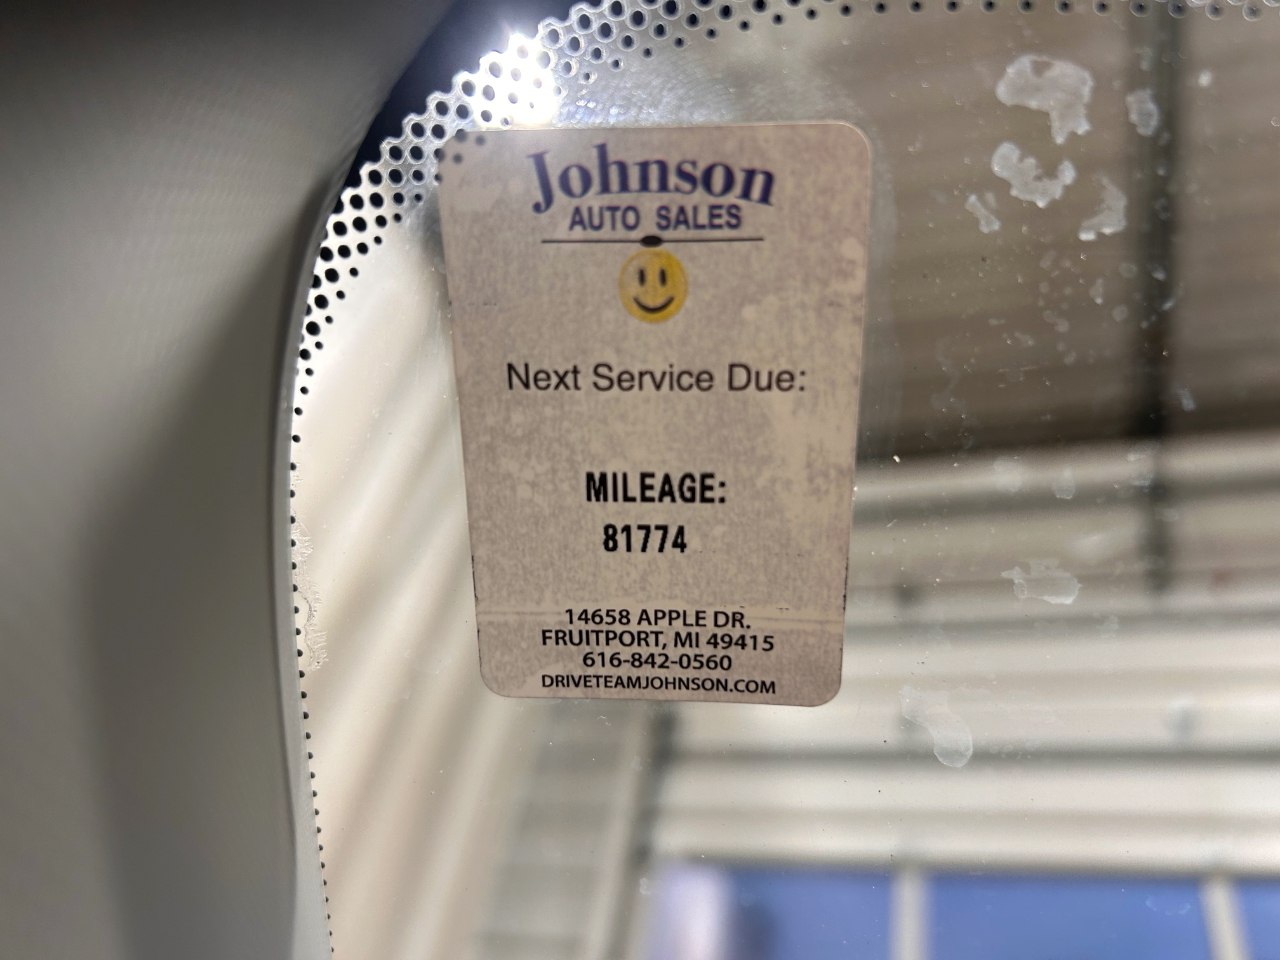 Johnson
AUTO SALES
Next Service Due:
MILEAGE:
81774
14658 APPLE DR.
FRUITPORT, MI 49415
616-842-0560
DRIVETEAMJOHNSON.COM